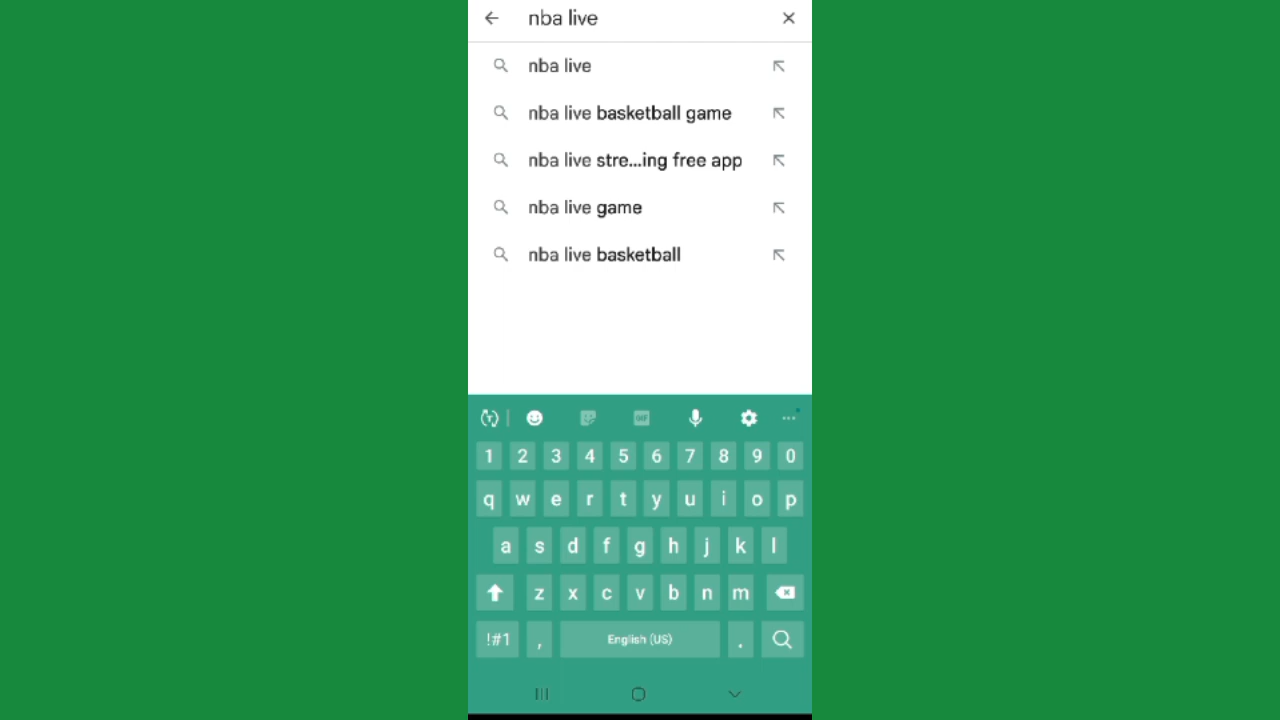 nba live
nba live
nba live basketball game
nba live stre...ing free app
nba live game
nba live basketball
T GIF
1 2 3 4 5 6 7 8 9 0
q w e r t y u i o p
a s d f g h j k l
z x c v b n m
!#1 , English (US) .